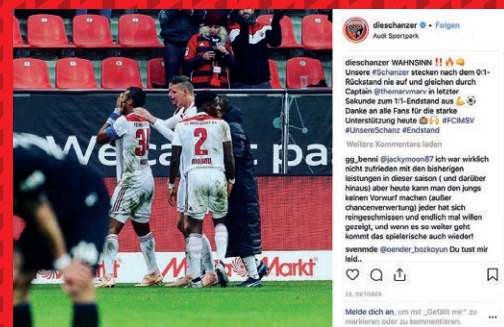 dieschanzer • Folgen
Audi Sportpark
dieschanzer WAHNSINN !!
Unsere #Schanzer stecken nach dem 0:1-
Rückstand nie auf und gleichen durch
Captain @themarvmarv in letzter
Sekunde zum 1:1-Endstand aus
Danke an alle Fans für die starke
Unterstützung heute #FCIMSV
#UnsereSchanz #Endstand
Weitere Kommentare laden
gg_benni @jackymoon87 ich war wirklich
nicht zufrieden mit den bisherigen
leistungen in dieser saison ( und darüber
hinaus) aber heute kann man den jungs
keinen Vorwurf machen (außer
chancenverwertung) jeder hat sich
reingeschmissen und endlich mal willen
gezeigt, und wenn es so weiter geht
kommt das spielerische auch wieder!
svenmde @oender_bozkoyun Du tust mir
leid..
28. OKTOBER
Melde dich an, um mit „Gefällt mir" zu
markieren oder zu kommentieren.
We
pa
3
2
Markt